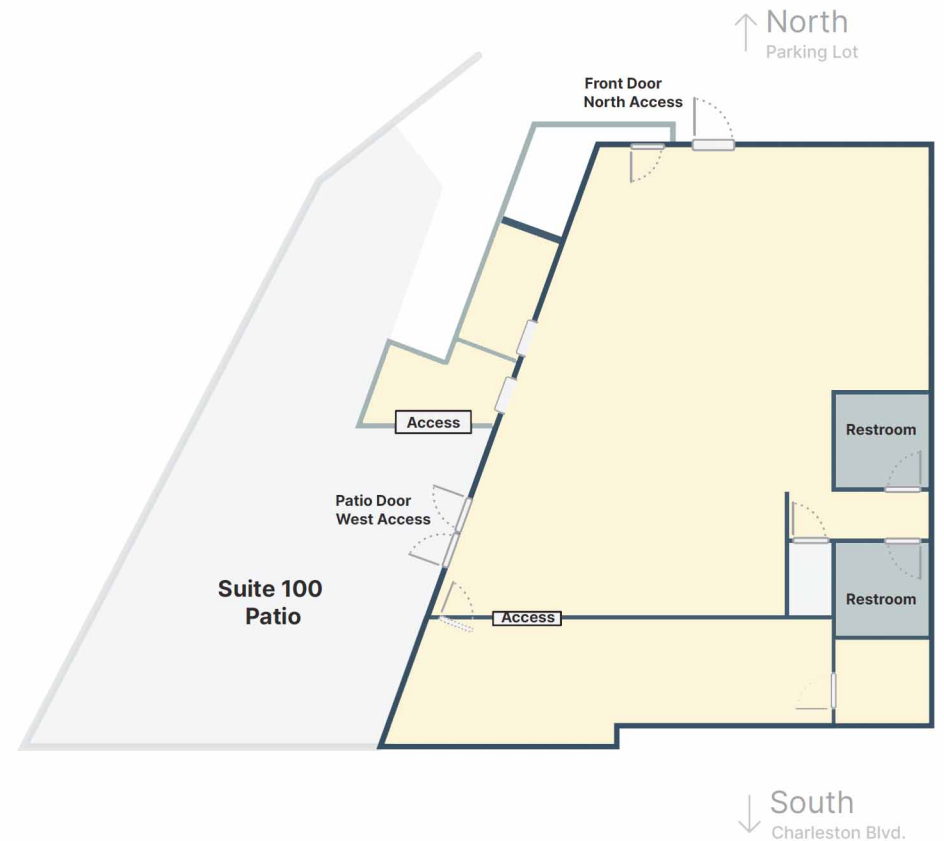 North
Parking Lot
Front Door
North Access
Restroom
Access
Patio Door
West Access
Suite 100
Patio
Restroom
Access
South
Charleston Blvd.